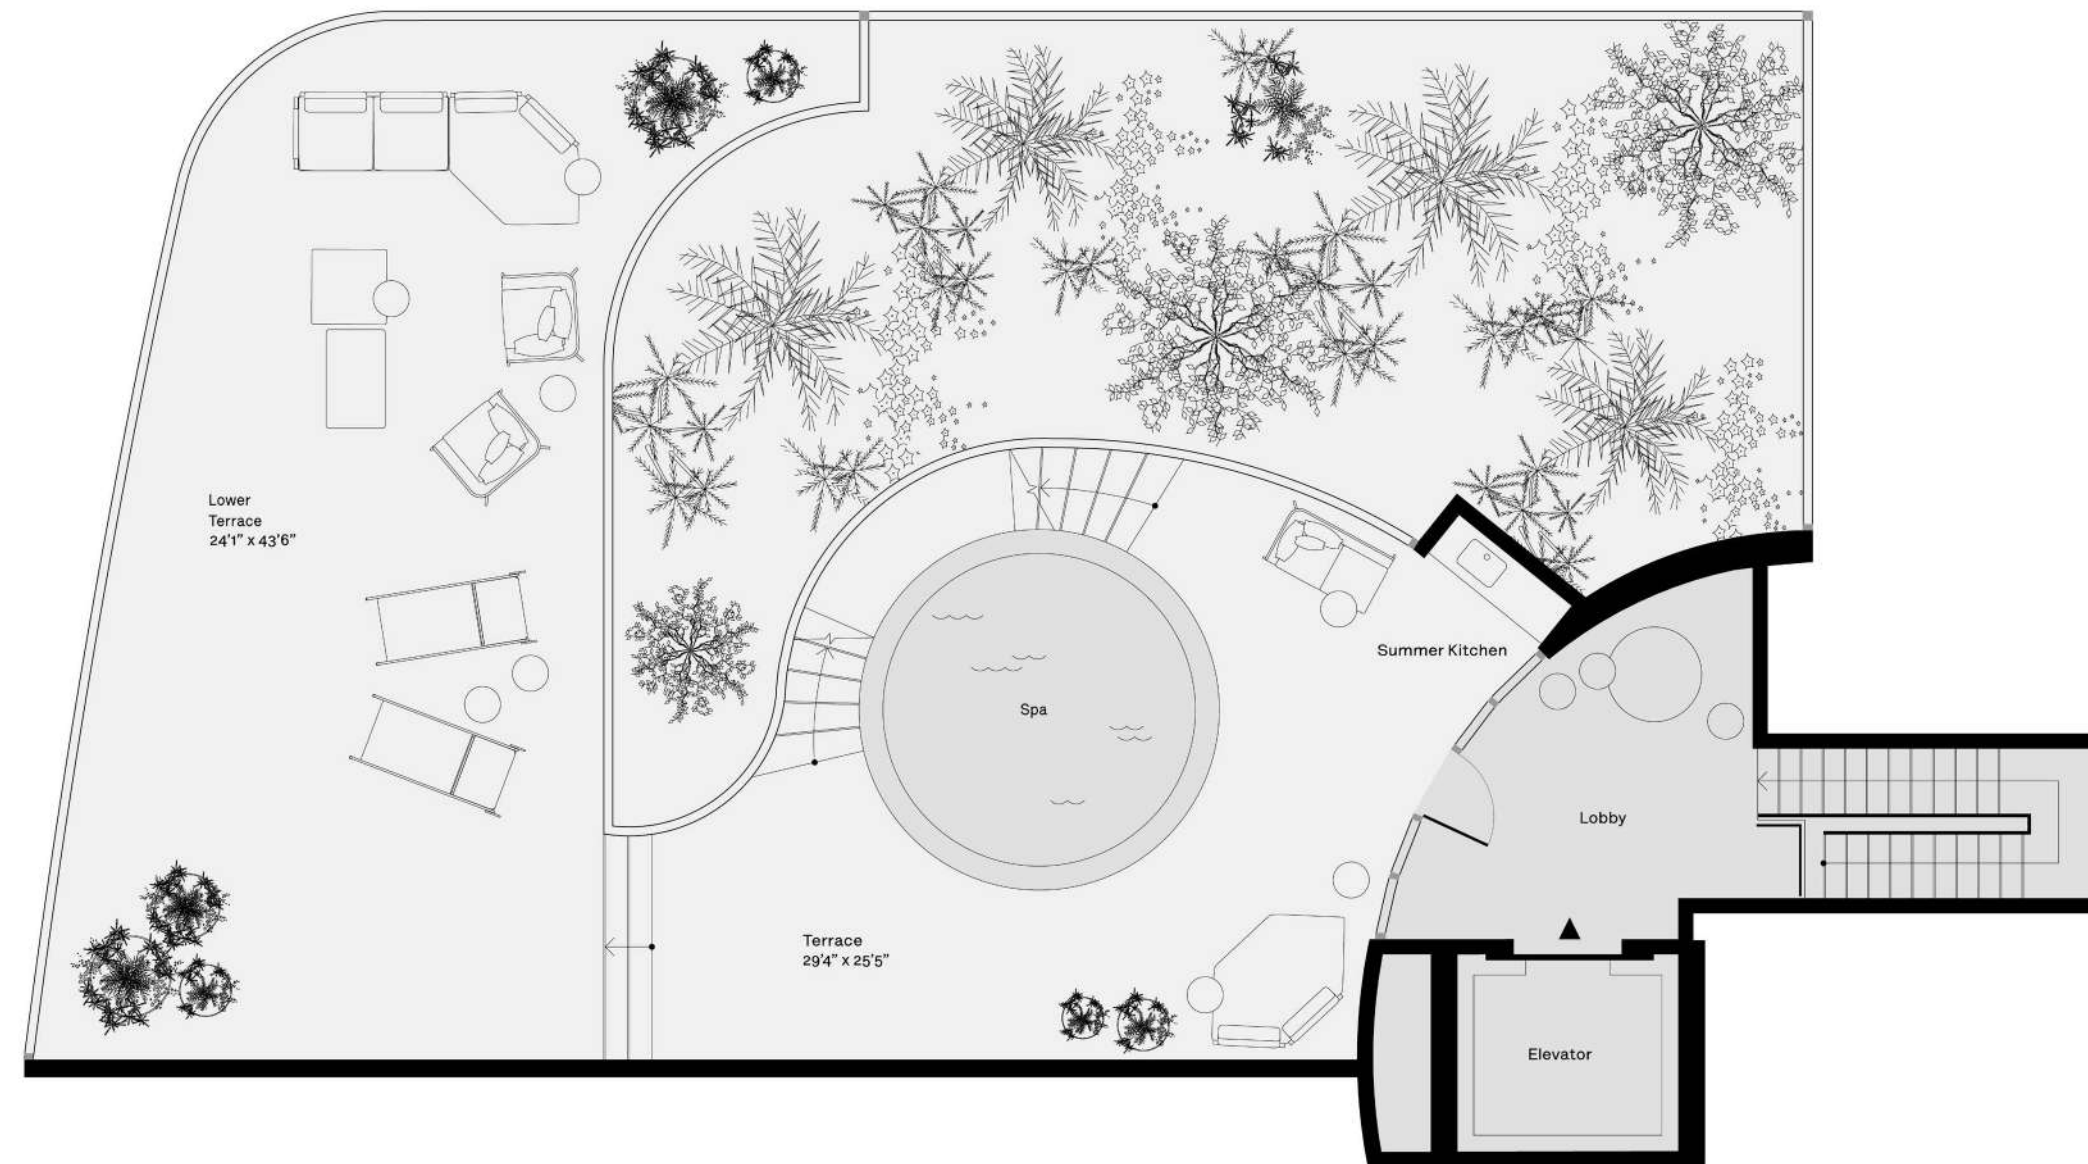 Lower
Terrace
24'1" x 43'6"
Summer Kitchen
Spa
Lobby
Terrace
29'4" x 25'5"
Elevator